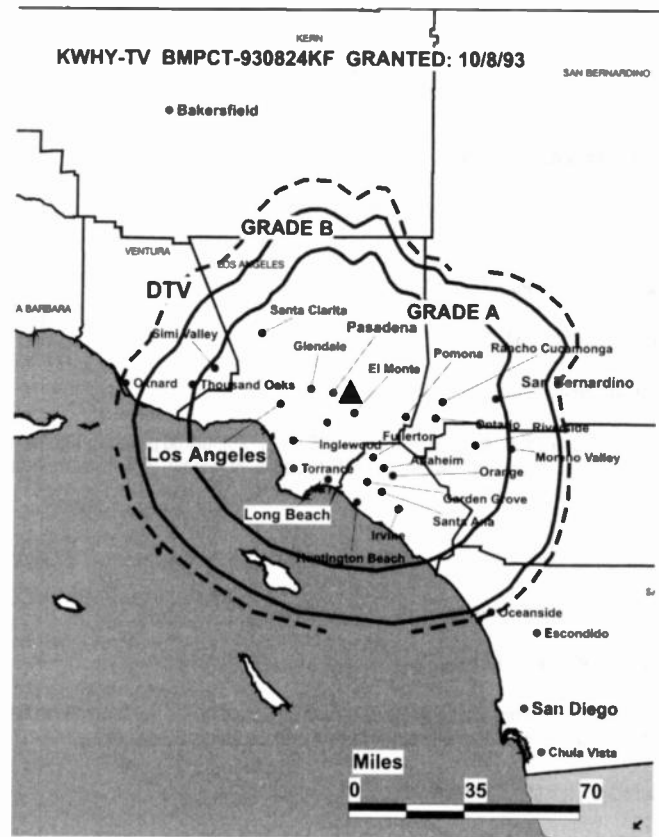 KERN
KWHY-TV BMPCT-930824KF GRANTED: 10/8/93
SAN BERNARDINO
Bakersfield
GRADE B
VENTURA
LOS ANGELES
DTV
A BARBARA
GRADE A
Santa Clarita
Pasadena
Simi Valley
Glendale
El Monte
Pomona
Rancho Cucamonga
Oxnard
Thousand Oaks
San Bernardino
Ontario
Riverside
Los Angeles
Inglewood
Fullerton
Anaheim
Moreno Valley
Torrance
Orange
Garden Grove
Long Beach
Santa Ana
Irvine
Huntington Beach
SA
Oceanside
Escondido
San Diego
Chula Vista
Miles
0 35 70